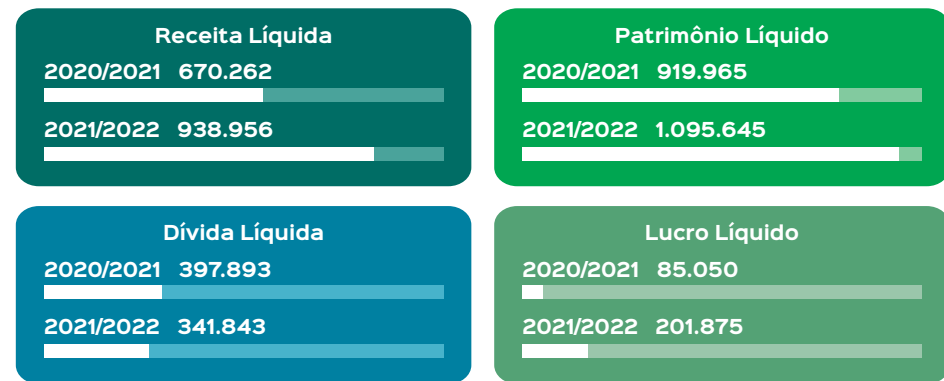 Receita Líquida
2020/2021 670.262
2021/2022 938.956
Patrimônio Líquido
2020/2021 919.965
2021/2022 1.095.645
Dívida Líquida
2020/2021 397.893
2021/2022 341.843
Lucro Líquido
2020/2021 85.050
2021/2022 201.875